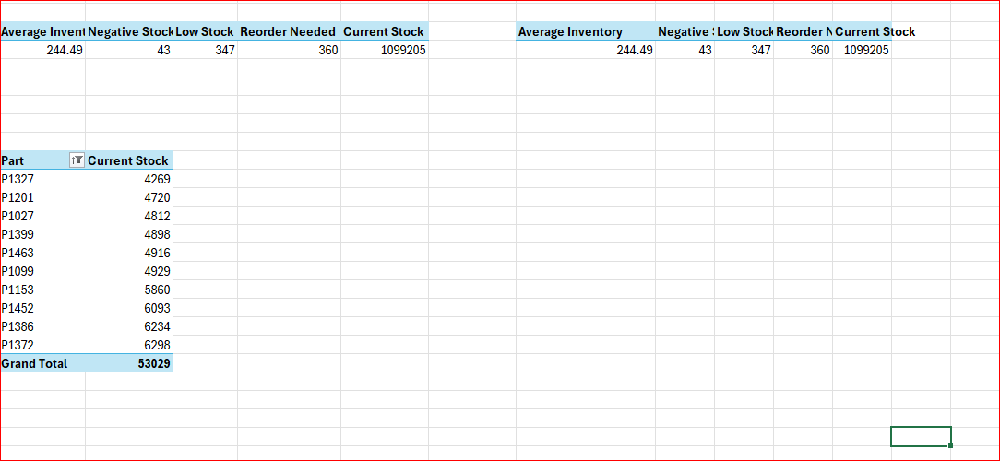 Average Invent Negative Stock Low Stock Reorder Needed Current Stock Average Inventory Negative Low Stock Reorder N Current Stock
244.49 43 347 360 1099205 244.49 43 347 360 1099205
Part Current Stock
P1327 4269
P1201 4720
P1027 4812
P1399 4898
P1463 4916
P1099 4929
P1153 5860
P1452 6093
P1386 6234
P1372 6298
Grand Total 53029